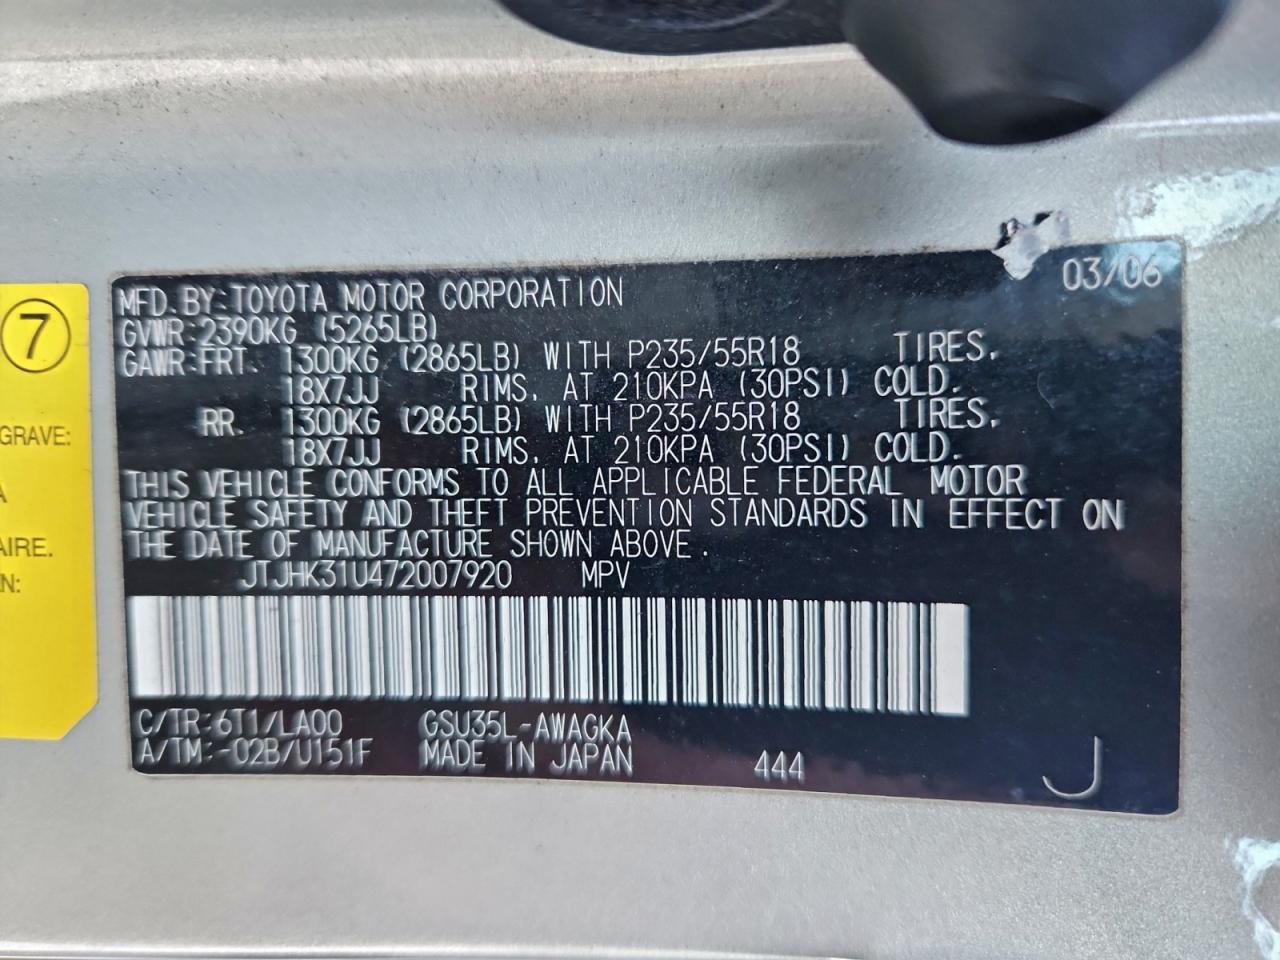 03/06
MFD. BY: TOYOTA MOTOR CORPORATION
GVWR: 2390KG (5265LB)
GAWR: FRT. 1300KG (2865LB) WITH P235/55R18 TIRES,
18X7JJ RIMS, AT 210KPA (30PSI) COLD.
RR. 1300KG (2865LB) WITH P235/55R18 TIRES,
18X7JJ RIMS, AT 210KPA (30PSI) COLD.
THIS VEHICLE CONFORMS TO ALL APPLICABLE FEDERAL MOTOR
VEHICLE SAFETY AND THEFT PREVENTION STANDARDS IN EFFECT ON
THE DATE OF MANUFACTURE SHOWN ABOVE.
JTJHK31U472007920 MPV
C/TR:6T1/LA00 GSU35L-AWAGKA
A/TM:-02B/U151F MADE IN JAPAN 444 J
7
GRAVE:
A
AIRE.
N: